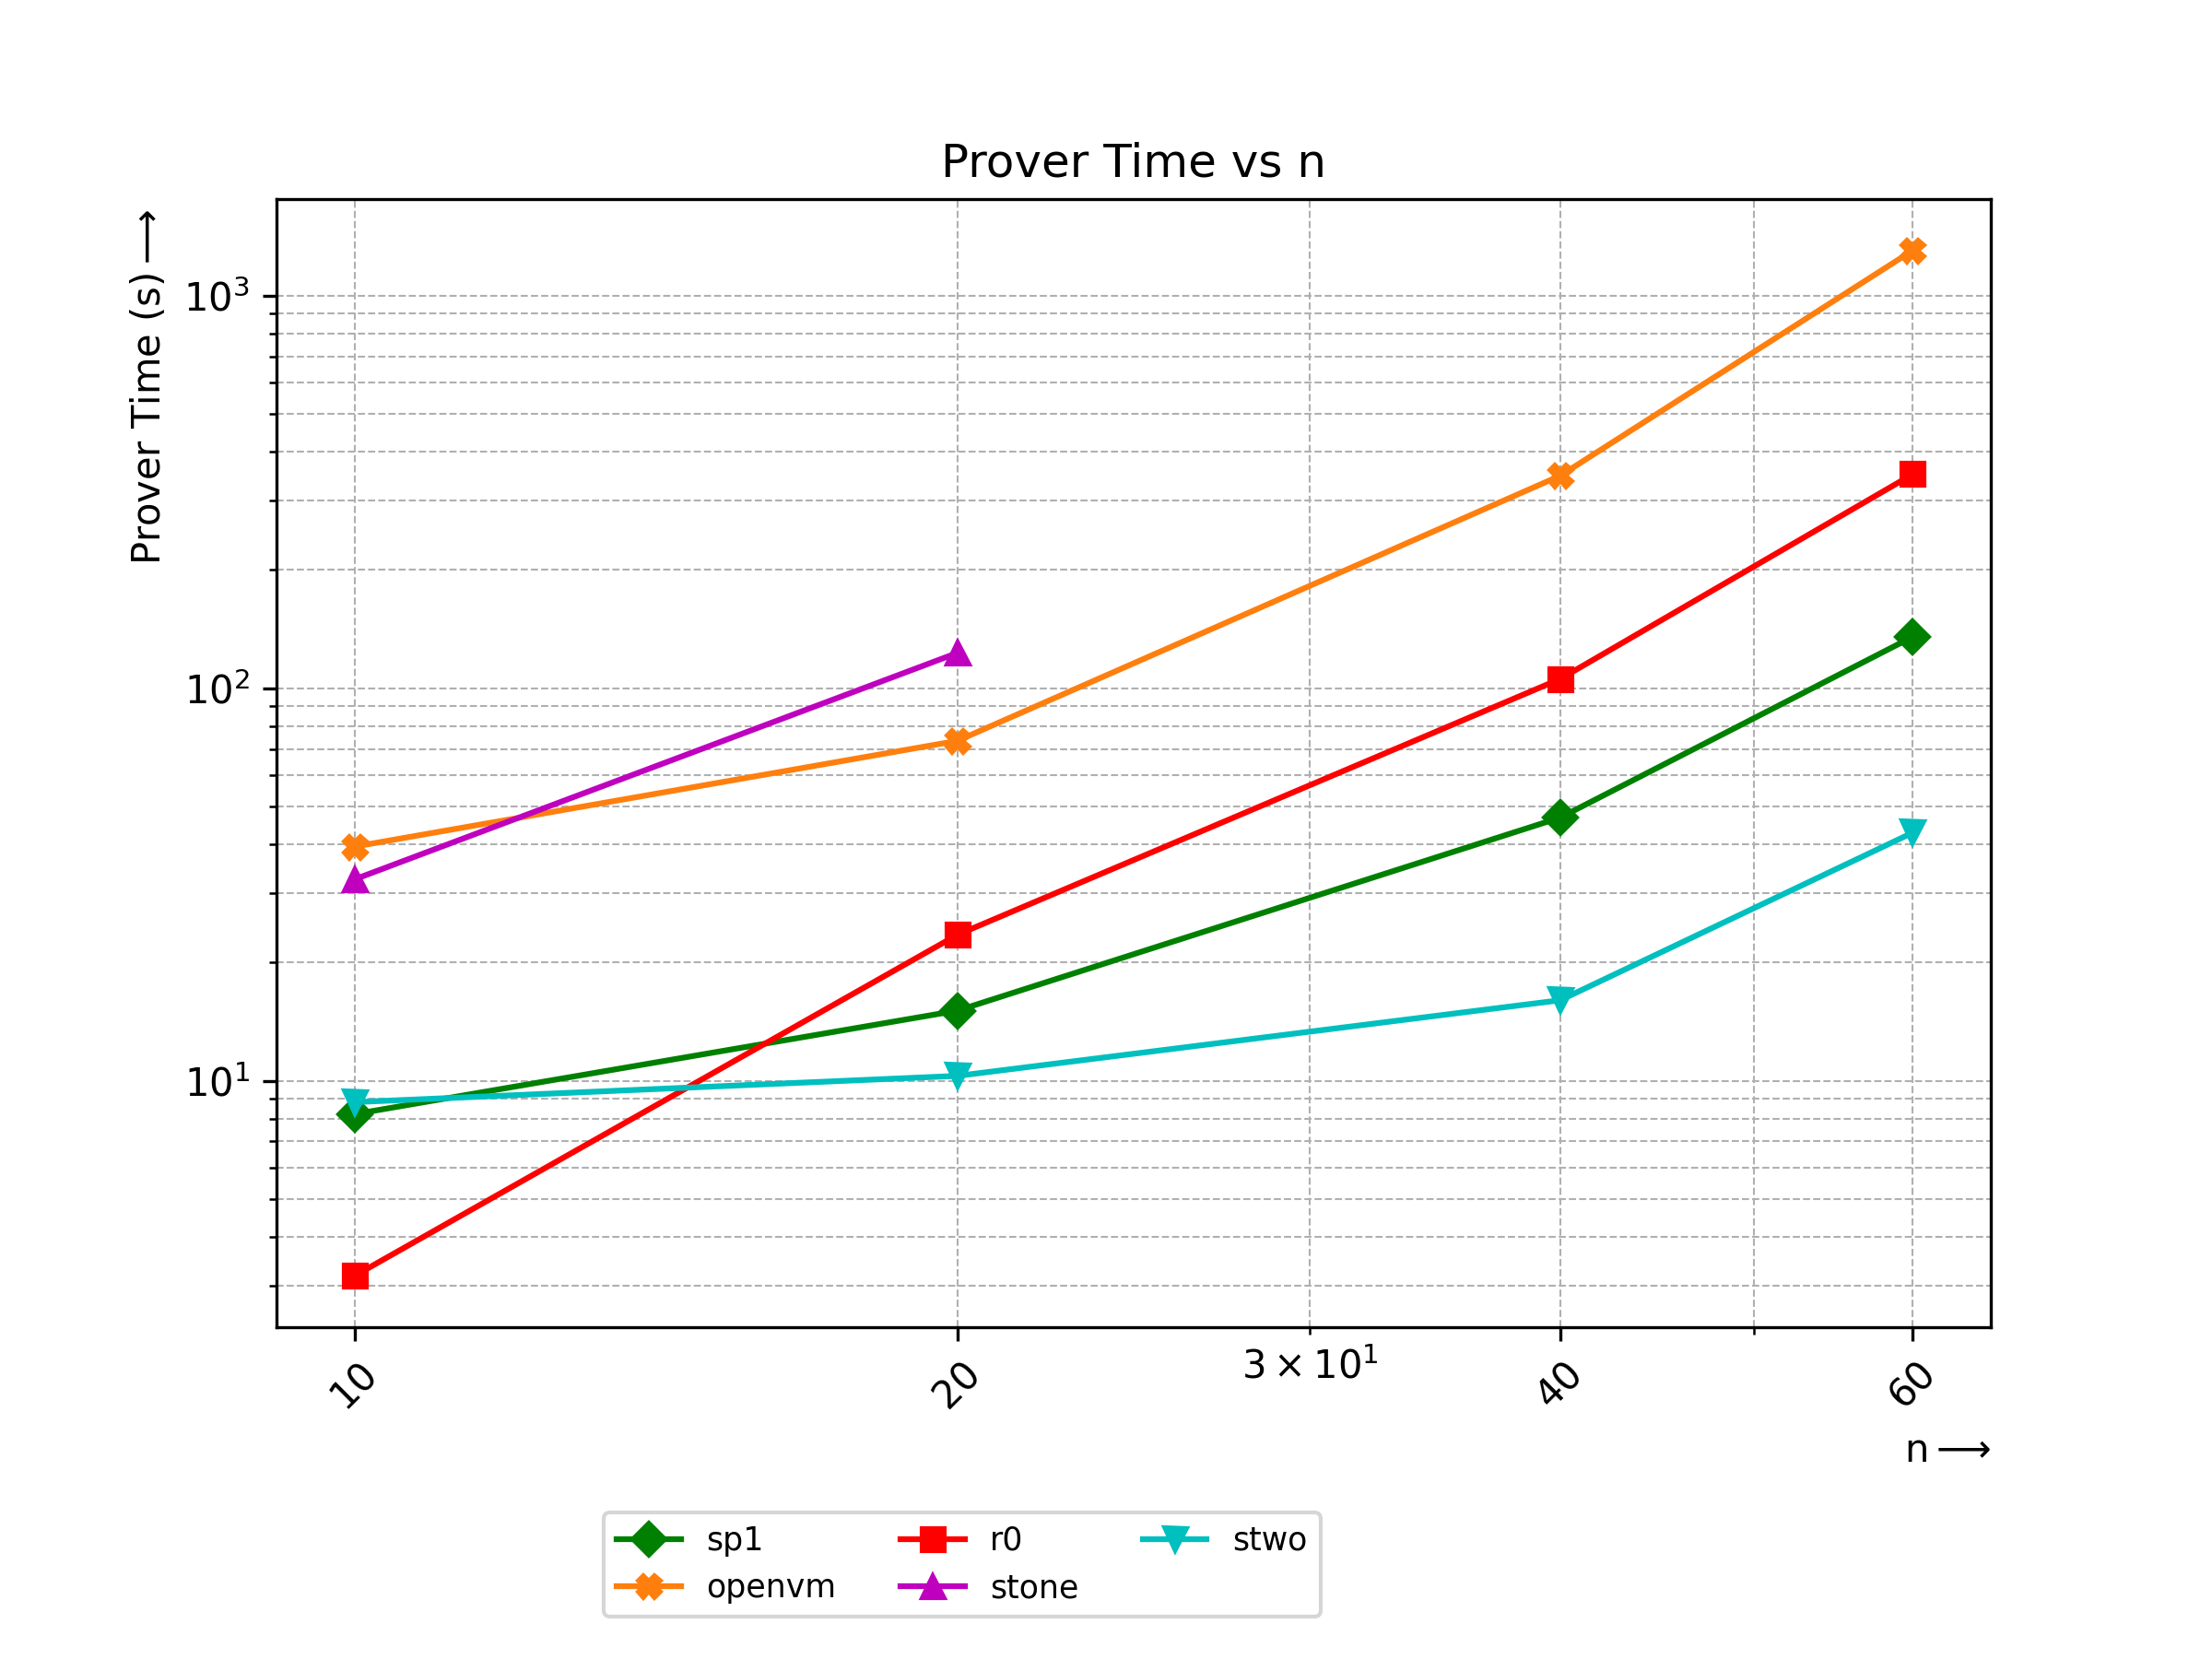 Prover Time vs n
Prover Time (s) ⟶
10³
10²
10¹
10
20
3 × 10¹
40
60
n ⟶
sp1
openvm
r0
stone
stwo